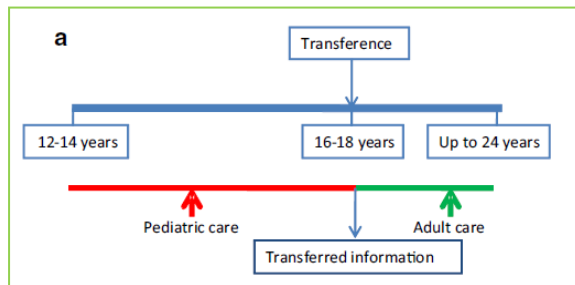 a
Transference
12-14 years
16-18 years
Up to 24 years
Pediatric care
Adult care
Transferred information